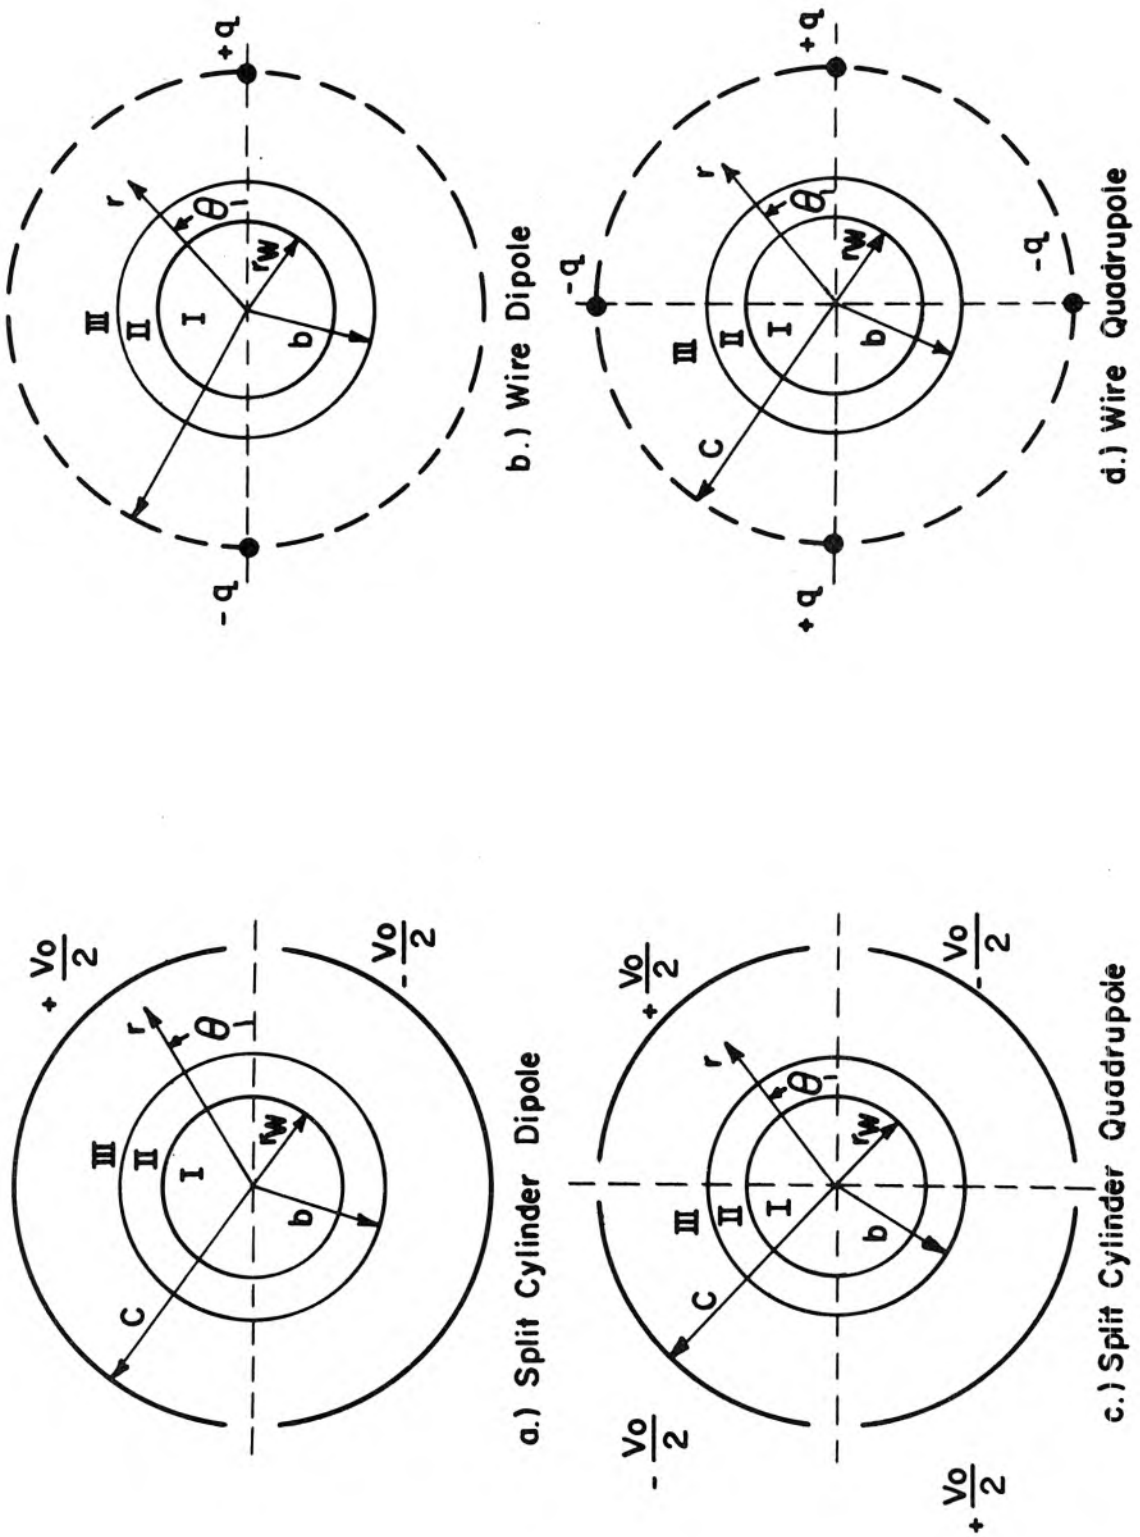 + Vo/2
III
C
r
II
I
θ
rw
b
- Vo/2
a.) Split Cylinder Dipole
III
r
II
I
θ
- q
+ q
rw
b
b.) Wire Dipole
- Vo/2
+ Vo/2
III
C
r
II
I
θ
rw
b
+ Vo/2
- Vo/2
c.) Split Cylinder Quadrupole
- q
III
C
r
II
I
θ
+ q
+ q
rw
b
- q
d.) Wire Quadrupole